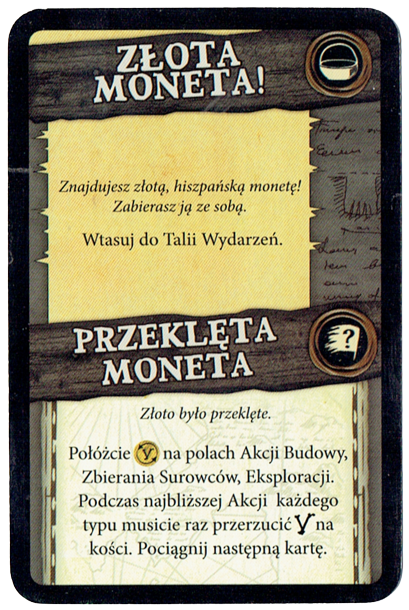 ZŁOTA
MONETA!
Znajdujesz złotą, hiszpańską monetę!
Zabierasz ją ze sobą.
Wtasuj do Talii Wydarzeń.
PRZEKLĘTA
MONETA
?
Złoto było przeklęte.
Połóżcie na polach Akcji Budowy,
Zbierania Surowców, Eksploracji.
Podczas najbliższej Akcji każdego
typu musicie raz przerzucić na
kości. Pociągnij następną kartę.